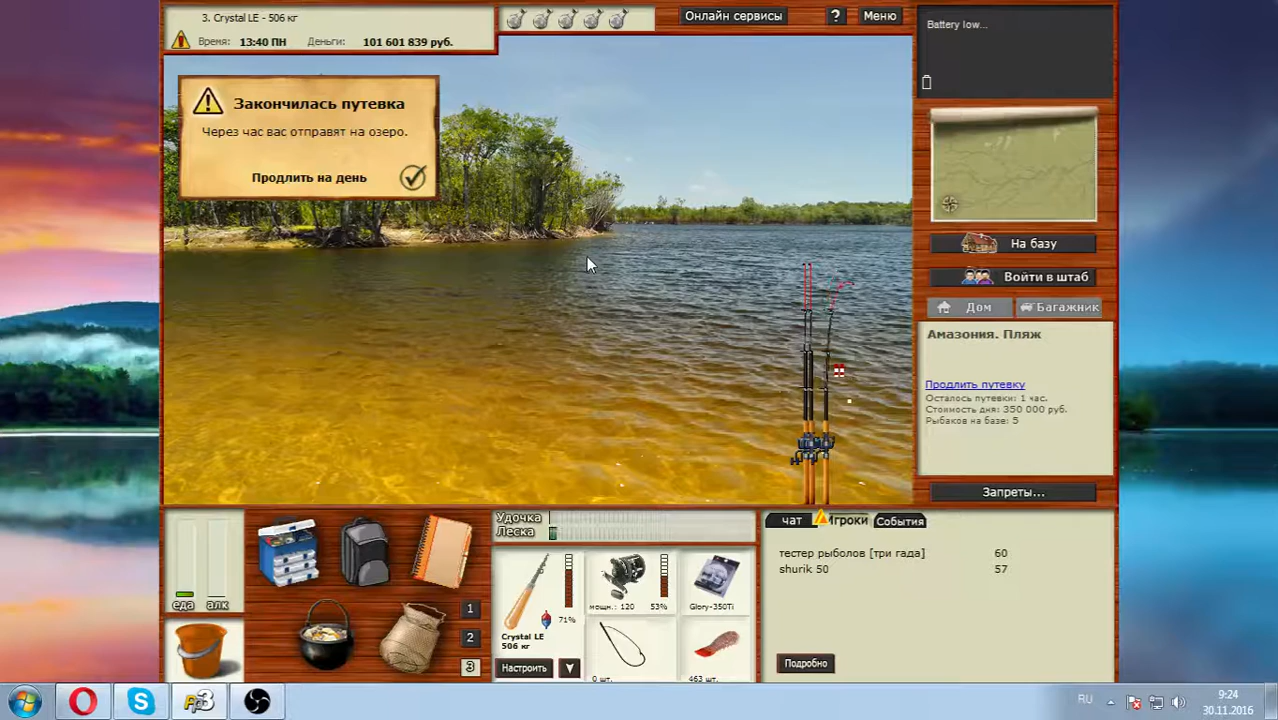 3. Crystal LE - 506 кг
Время: 13:40 ПН Деньги: 101 601 839 руб.
Онлайн сервисы
?
Меню
Battery low...
Закончилась путевка
Через час вас отправят на озеро.
Продлить на день
На базу
Войти в штаб
Дом
Багажник
Амазония. Пляж
Продлить путевку
Осталось путевки: 1 час.
Стоимость дня: 350 000 руб.
Рыбаков на базе: 5
Запреты...
Удочка
Леска
чат
Игроки
События
тестер рыболов [три гада] 60
shurik 50 57
Подробно
еда алк
1
2
3
71%
Crystal LE
506 кг
Настроить
мощн.: 120 53%
Glory-350Ti
0 шт.
463 шт.
RU
9:24
30.11.2016